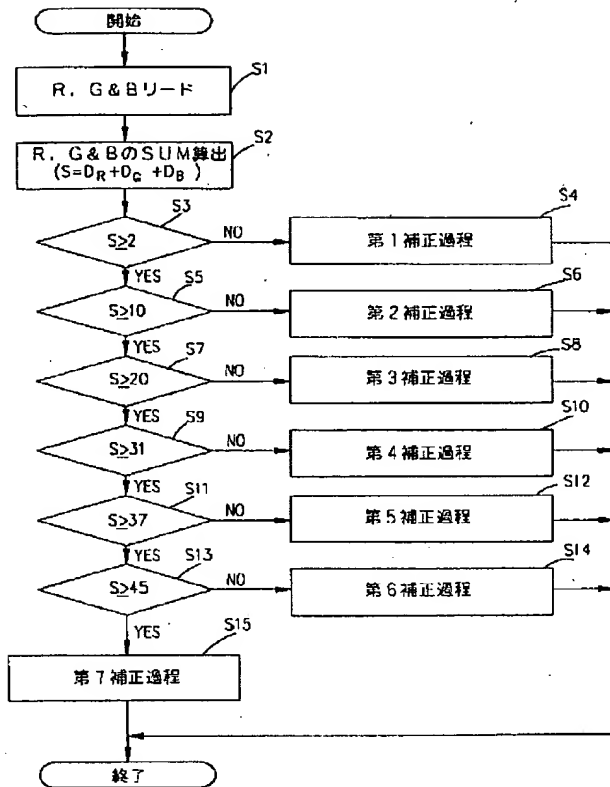 開始
S1
R, G&Bリード
S2
R, G&BのSUM算出
(S=DR+DG+DB)
S3
S≥2
NO
S4
第1補正過程
YES
S5
S≥10
NO
S6
第2補正過程
YES
S7
S≥20
NO
S8
第3補正過程
YES
S9
S≥31
NO
S10
第4補正過程
YES
S11
S≥37
NO
S12
第5補正過程
YES
S13
S≥45
NO
S14
第6補正過程
YES
S15
第7補正過程
終了